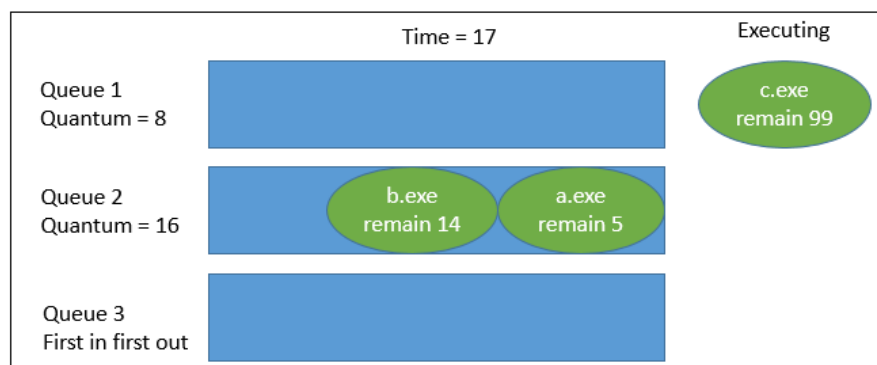 Time = 17
Executing
Queue 1
Quantum = 8
c.exe
remain 99
Queue 2
Quantum = 16
b.exe
remain 14
a.exe
remain 5
Queue 3
First in first out